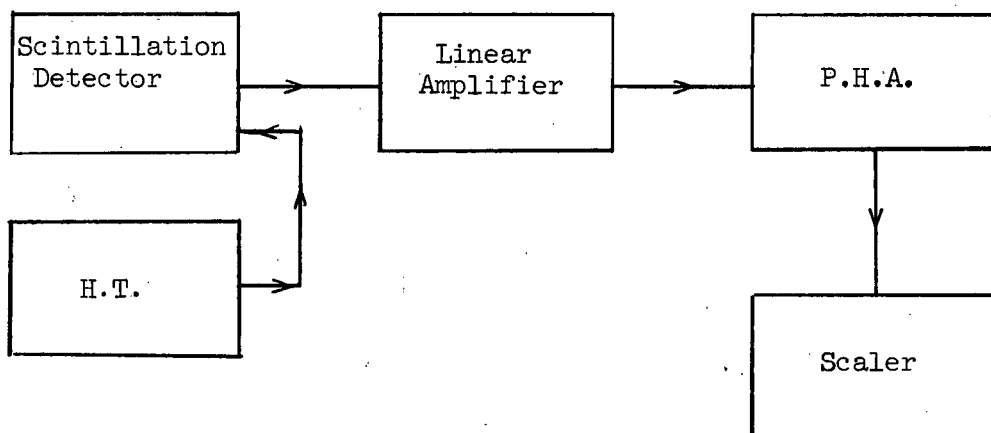 Scintillation
Detector
Linear
Amplifier
P.H.A.
H.T.
Scaler